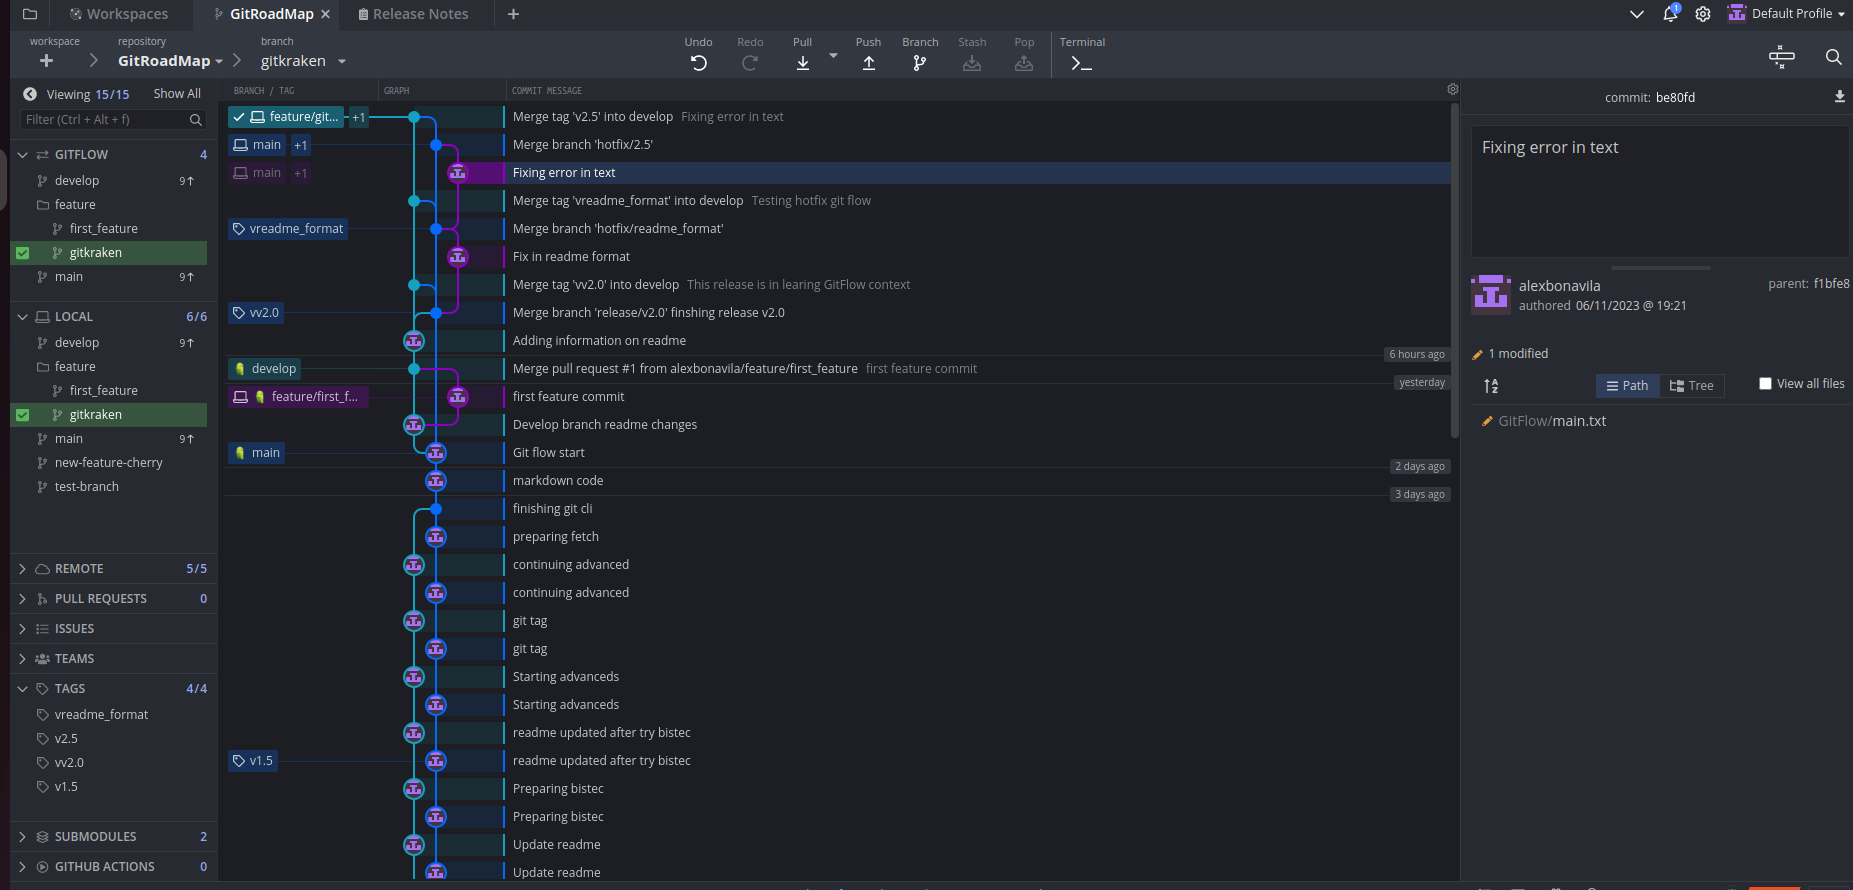 Workspaces
GitRoadMap
Release Notes
1
Default Profile
workspace
repository
GitRoadMap
branch
gitkraken
Undo
Redo
Pull
Push
Branch
Stash
Pop
Terminal
Viewing 15/15 Show All
Filter (Ctrl + Alt + f)
GITFLOW 4
develop 9↑
feature
first_feature
gitkraken
main 9↑
LOCAL 6/6
develop 9↑
feature
first_feature
gitkraken
main 9↑
new-feature-cherry
test-branch
REMOTE 5/5
PULL REQUESTS 0
ISSUES
TEAMS
TAGS 4/4
vreadme_format
v2.5
vv2.0
v1.5
SUBMODULES 2
GITHUB ACTIONS 0
BRANCH / TAG GRAPH COMMIT MESSAGE
feature/git... +1 Merge tag 'v2.5' into develop Fixing error in text
main +1 Merge branch 'hotfix/2.5'
main +1 Fixing error in text
Merge tag 'vreadme_format' into develop Testing hotfix git flow
vreadme_format Merge branch 'hotfix/readme_format'
Fix in readme format
Merge tag 'vv2.0' into develop This release is in learing GitFlow context
vv2.0 Merge branch 'release/v2.0' finshing release v2.0
Adding information on readme
6 hours ago
develop Merge pull request #1 from alexbonavila/feature/first_feature first feature commit
yesterday
feature/first_f... first feature commit
Develop branch readme changes
main Git flow start
2 days ago
markdown code
3 days ago
finishing git cli
preparing fetch
continuing advanced
continuing advanced
git tag
git tag
Starting advanceds
Starting advanceds
readme updated after try bistec
v1.5 readme updated after try bistec
Preparing bistec
Preparing bistec
Update readme
Update readme
commit: be80fd
Fixing error in text
alexbonavila
parent: f1bfe8
authored 06/11/2023 @ 19:21
1 modified
Path
Tree
View all files
GitFlow/main.txt